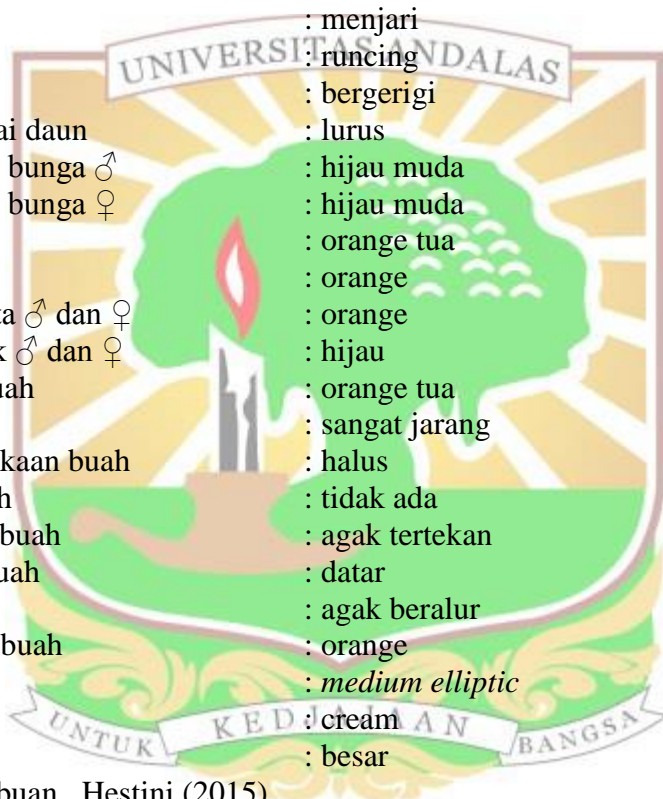 : menjari
UNIVERSITAS ANDALAS
: runcing
: bergerigi
ai daun : lurus
bunga ♂ : hijau muda
bunga ♀ : hijau muda
: orange tua
: orange
ta ♂ dan ♀ : orange
k ♂ dan ♀ : hijau
uah : orange tua
: sangat jarang
kaan buah : halus
h : tidak ada
buah : agak tertekan
uah : datar
: agak beralur
buah : orange
: medium elliptic
UNTUK KEDJAJAAN BANGSA
: cream
: besar
buan, Hestini (2015)